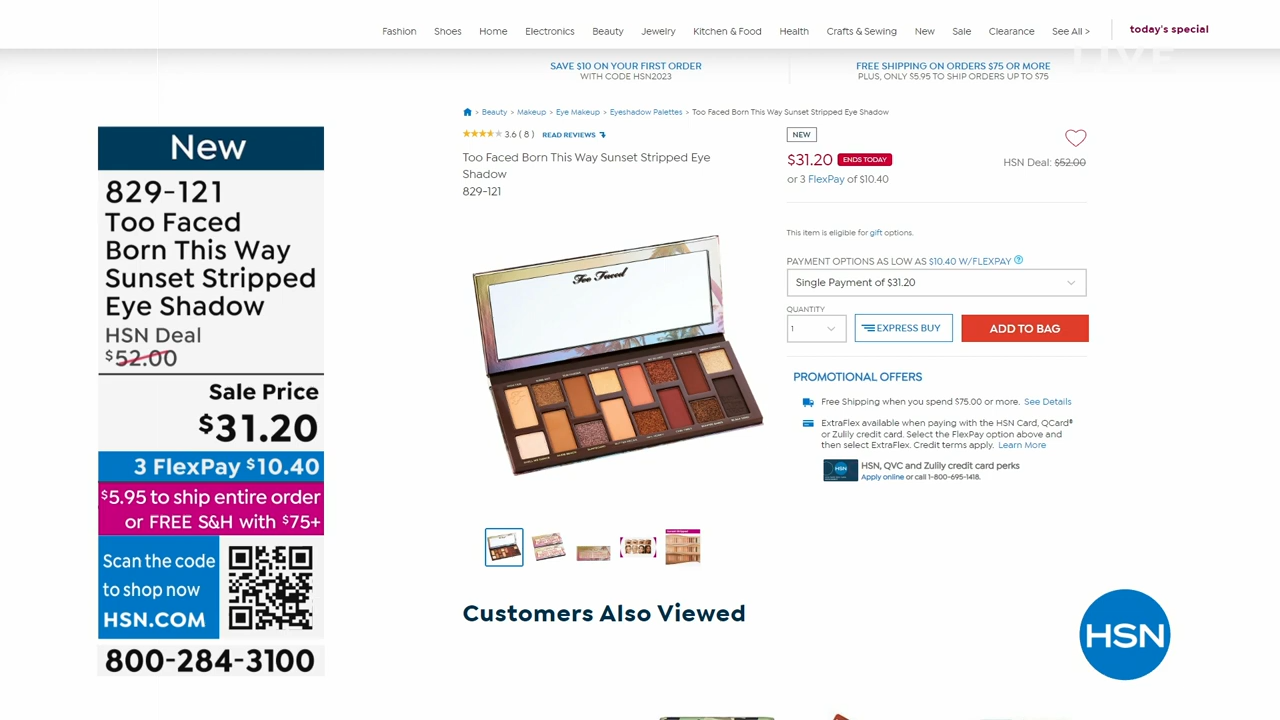 Fashion Shoes Home Electronics Beauty Jewelry Kitchen & Food Health Crafts & Sewing New Sale Clearance See All > today's special
LIVE
SAVE $10 ON YOUR FIRST ORDER
WITH CODE HSN2023
FREE SHIPPING ON ORDERS $75 OR MORE
PLUS, ONLY $5.95 TO SHIP ORDERS UP TO $75
New
829-121
Too Faced
Born This Way
Sunset Stripped
Eye Shadow
HSN Deal
$52.00
Sale Price
$31.20
3 FlexPay $10.40
$5.95 to ship entire order
or FREE S&H with $75+
Scan the code
to shop now
HSN.COM
800-284-3100
> Beauty > Makeup > Eye Makeup > Eyeshadow Palettes > Too Faced Born This Way Sunset Stripped Eye Shadow
3.6 ( 8 ) READ REVIEWS
Too Faced Born This Way Sunset Stripped Eye
Shadow
829-121
Too Faced
NEW
$31.20 ENDS TODAY
HSN Deal: $52.00
or 3 FlexPay of $10.40
This item is eligible for gift options.
PAYMENT OPTIONS AS LOW AS $10.40 W/FLEXPAY ?
Single Payment of $31.20
QUANTITY
1
EXPRESS BUY
ADD TO BAG
PROMOTIONAL OFFERS
Free Shipping when you spend $75.00 or more. See Details
ExtraFlex available when paying with the HSN Card, QCard®
or Zulily credit card. Select the FlexPay option above and
then select ExtraFlex. Credit terms apply. Learn More
HSN
HSN, QVC and Zulily credit card perks
Apply online or call 1-800-695-1418.
Customers Also Viewed
HSN